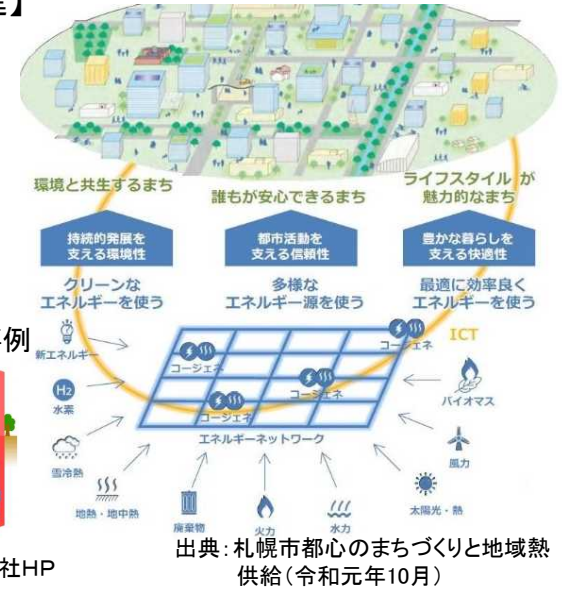 】
環境と共生するまち
誰もが安心できるまち
ライフスタイル が
魅力的なまち
持続的発展を
支える環境性
都市活動を
支える信頼性
豊かな暮らしを
支える快適性
クリーンな
エネルギーを使う
多様な
エネルギー源を使う
最適に効率良く
エネルギーを使う
例
新エネルギー
コージェネ
コージェネ
ICT
H2
水素
コージェネ
コージェネ
バイオマス
エネルギーネットワーク
雪冷熱
風力
地熱・地中熱
廃棄物
火力
水力
太陽光・熱
出典：札幌市都心のまちづくりと地域熱
供給（令和元年10月）
社HP